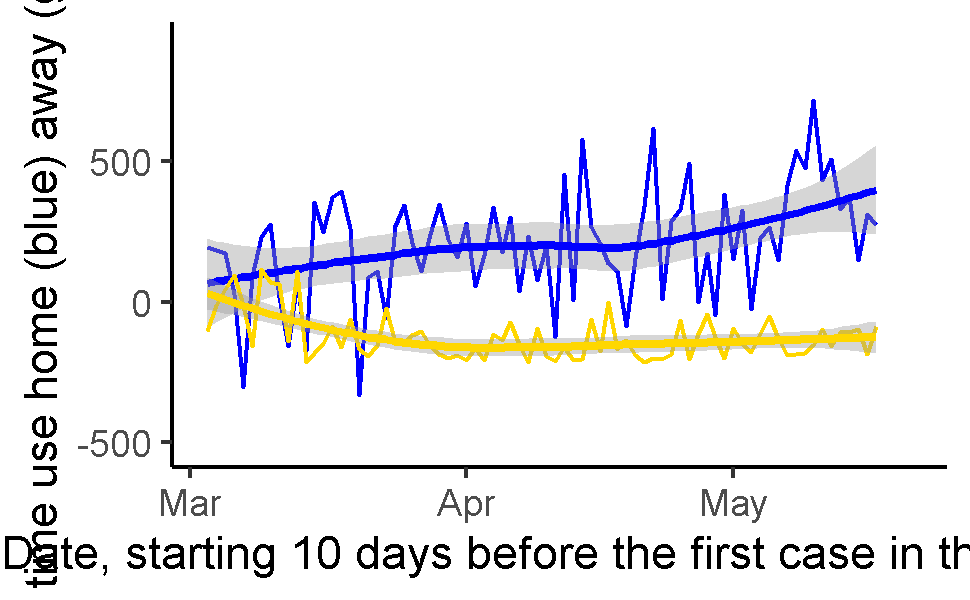 time use home (blue) away (
500
0
-500
Mar Apr May
Date, starting 10 days before the first case in th